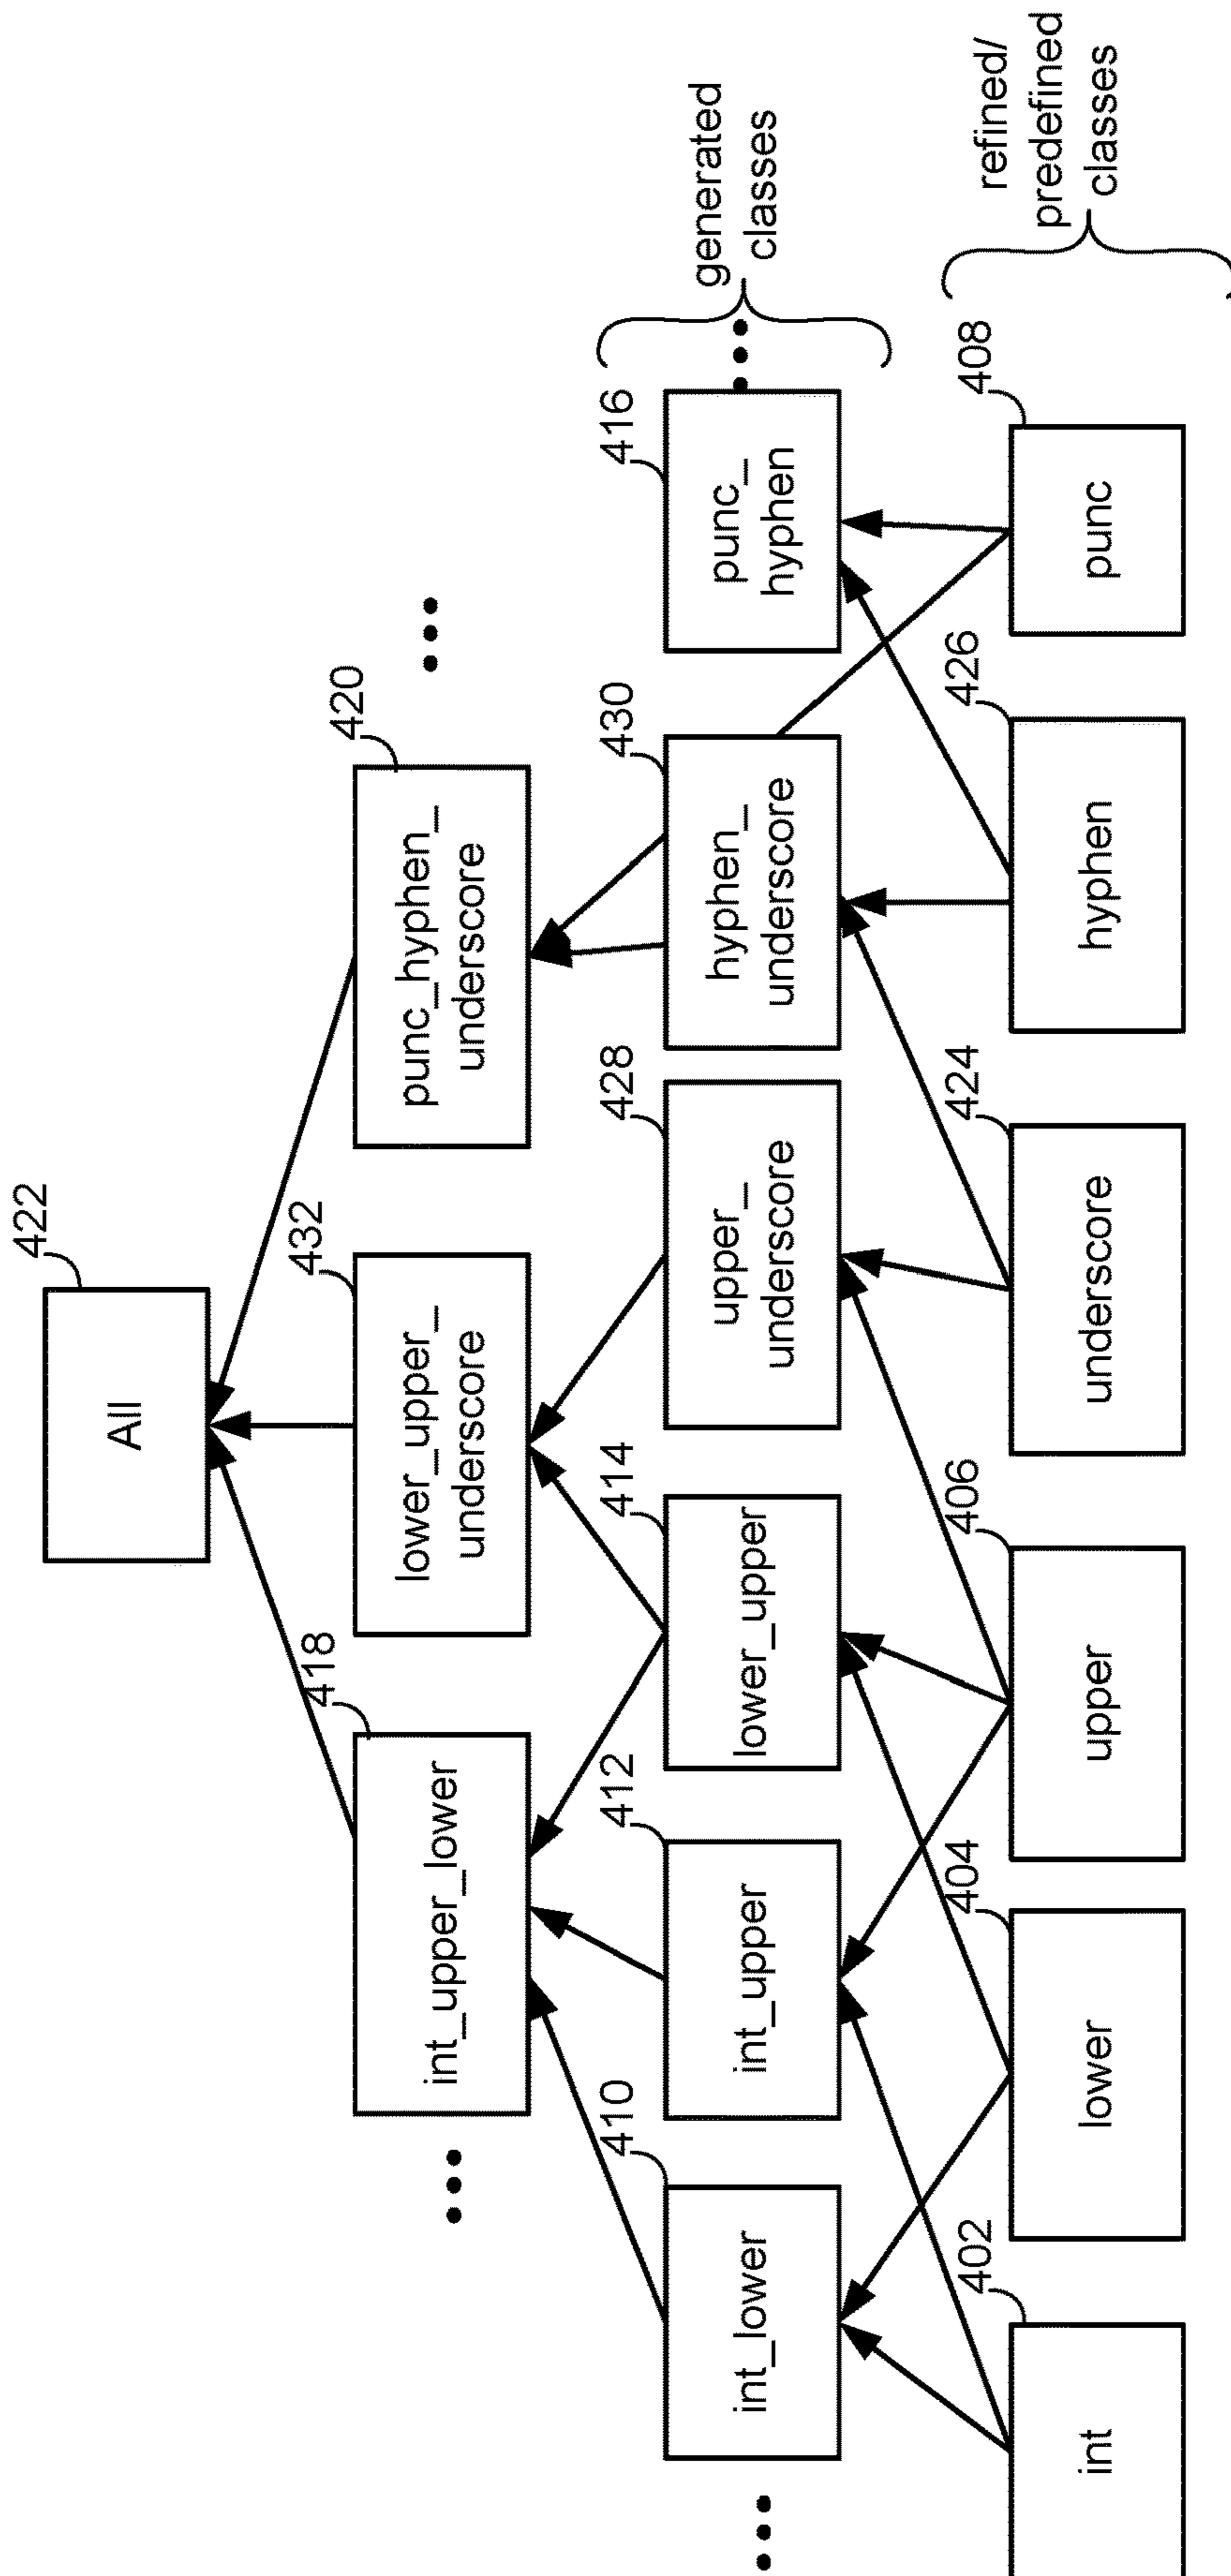 422
All
418
int_upper_lower
432
lower_upper_
underscore
420
punc_hyphen_
underscore
410
int_lower
412
int_upper
414
lower_upper
428
upper_
underscore
430
hyphen_
underscore
416
punc_
hyphen
generated
classes
402
int
404
lower
406
upper
424
underscore
426
hyphen
408
punc
refined/
predefined
classes